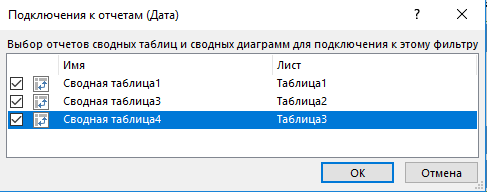 Подключения к отчетам (Дата)
? ×
Выбор отчетов сводных таблиц и сводных диаграмм для подключения к этому фильтру
Имя Лист
Сводная таблица1 Таблица1
Сводная таблица3 Таблица2
Сводная таблица4 Таблица3
ОК Отмена